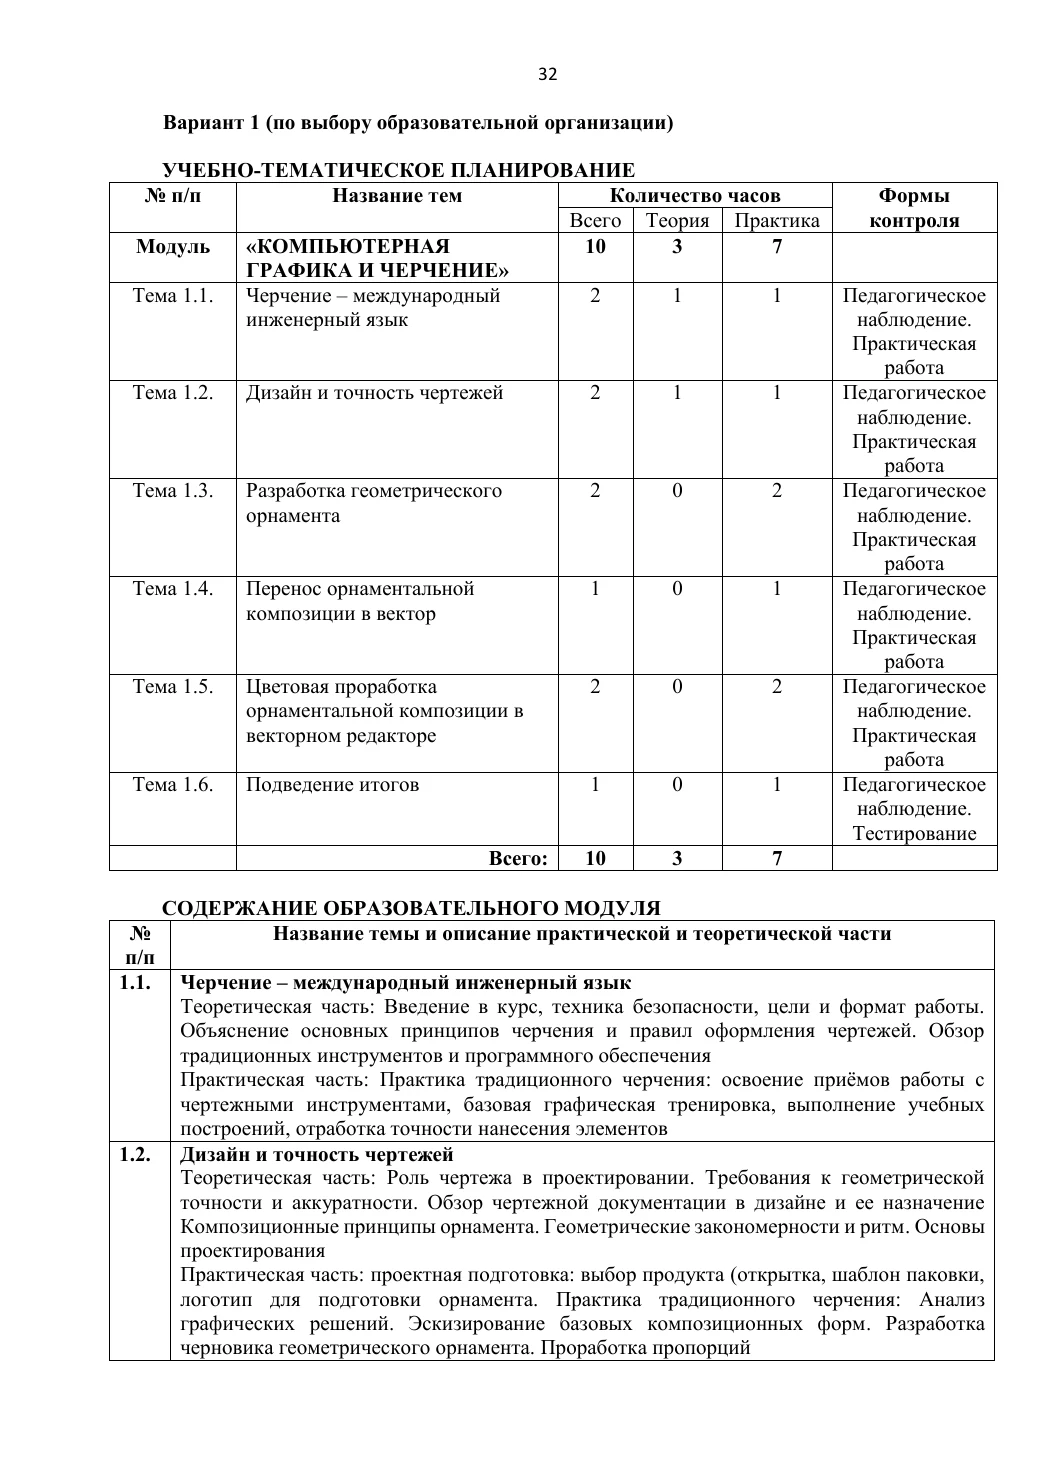 32
Вариант 1 (по выбору образовательной организации)
УЧЕБНО-ТЕМАТИЧЕСКОЕ ПЛАНИРОВАНИЕ
№ п/п Название тем Количество часов Формы контроля
Всего Теория Практика
Модуль «КОМПЬЮТЕРНАЯ 10 3 7
ГРАФИКА И ЧЕРЧЕНИЕ»
Тема 1.1. Черчение – международный 2 1 1 Педагогическое
инженерный язык наблюдение.
Практическая
работа
Тема 1.2. Дизайн и точность чертежей 2 1 1 Педагогическое
наблюдение.
Практическая
работа
Тема 1.3. Разработка геометрического 2 0 2 Педагогическое
орнамента наблюдение.
Практическая
работа
Тема 1.4. Перенос орнаментальной 1 0 1 Педагогическое
композиции в вектор наблюдение.
Практическая
работа
Тема 1.5. Цветовая проработка 2 0 2 Педагогическое
орнаментальной композиции в наблюдение.
векторном редакторе Практическая
работа
Тема 1.6. Подведение итогов 1 0 1 Педагогическое
наблюдение.
Тестирование
Всего: 10 3 7
СОДЕРЖАНИЕ ОБРАЗОВАТЕЛЬНОГО МОДУЛЯ
№ Название темы и описание практической и теоретической части
п/п
1.1. Черчение – международный инженерный язык
Теоретическая часть: Введение в курс, техника безопасности, цели и формат работы.
Объяснение основных принципов черчения и правил оформления чертежей. Обзор
традиционных инструментов и программного обеспечения
Практическая часть: Практика традиционного черчения: освоение приёмов работы с
чертежными инструментами, базовая графическая тренировка, выполнение учебных
построений, отработка точности нанесения элементов
1.2. Дизайн и точность чертежей
Теоретическая часть: Роль чертежа в проектировании. Требования к геометрической
точности и аккуратности. Обзор чертежной документации в дизайне и ее назначение
Композиционные принципы орнамента. Геометрические закономерности и ритм. Основы
проектирования
Практическая часть: проектная подготовка: выбор продукта (открытка, шаблон паковки,
логотип для подготовки орнамента. Практика традиционного черчения: Анализ
графических решений. Эскизирование базовых композиционных форм. Разработка
черновика геометрического орнамента. Проработка пропорций